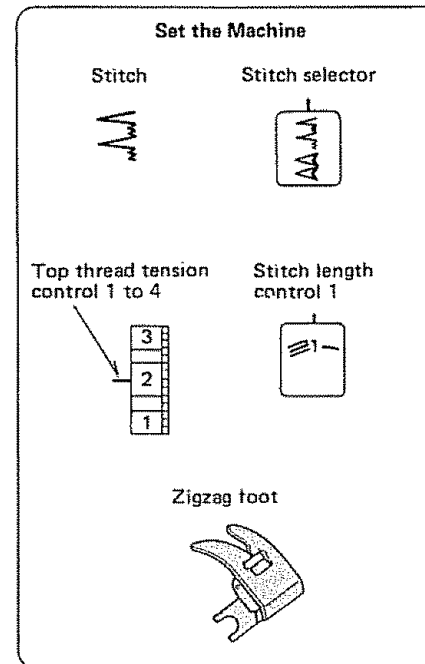 Set the Machine
Stitch
Stitch selector
Top thread tension
control 1 to 4
Stitch length
control 1
3
2
1
1
Zigzag foot